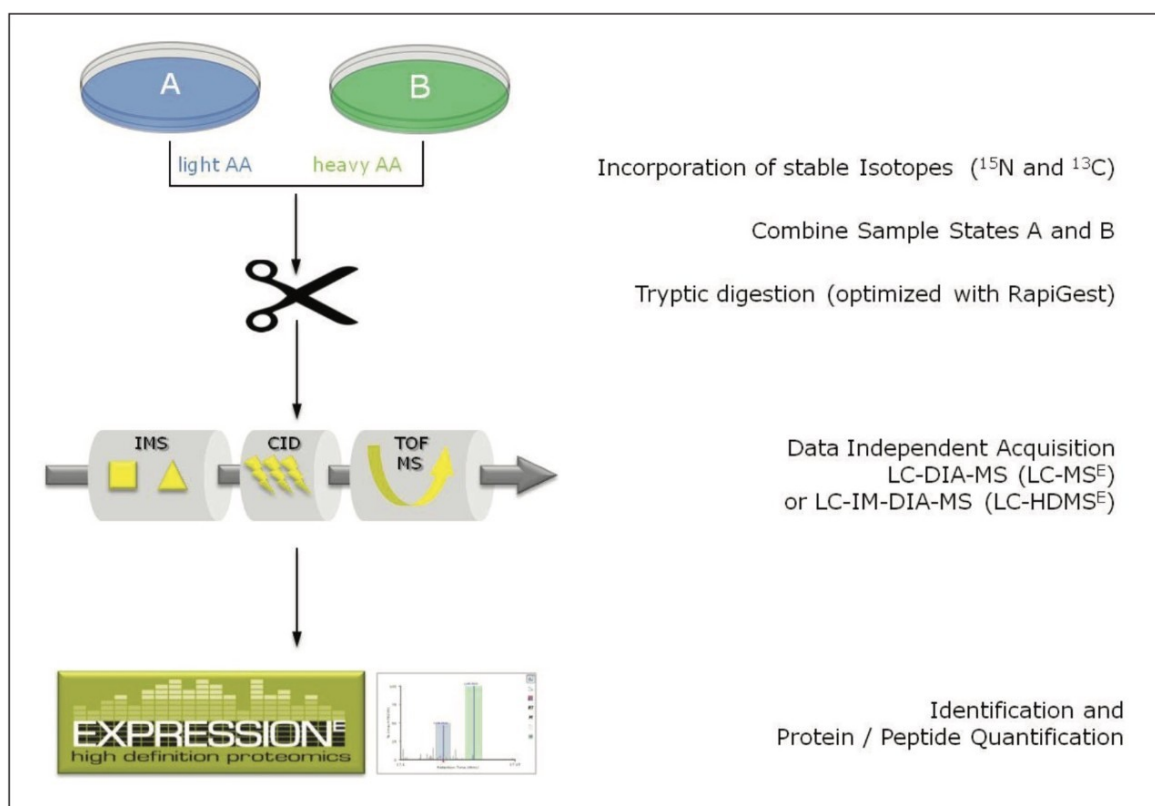 A
B
light AA
heavy AA
Incorporation of stable Isotopes (¹⁵N and ¹³C)
Combine Sample States A and B
Tryptic digestion (optimized with RapiGest)
IMS
CID
TOF
MS
Data Independent Acquisition
LC-DIA-MS (LC-MSᴱ)
or LC-IM-DIA-MS (LC-HDMSᴱ)
EXPRESSIONᴱ
high definition proteomics
Identification and
Protein / Peptide Quantification